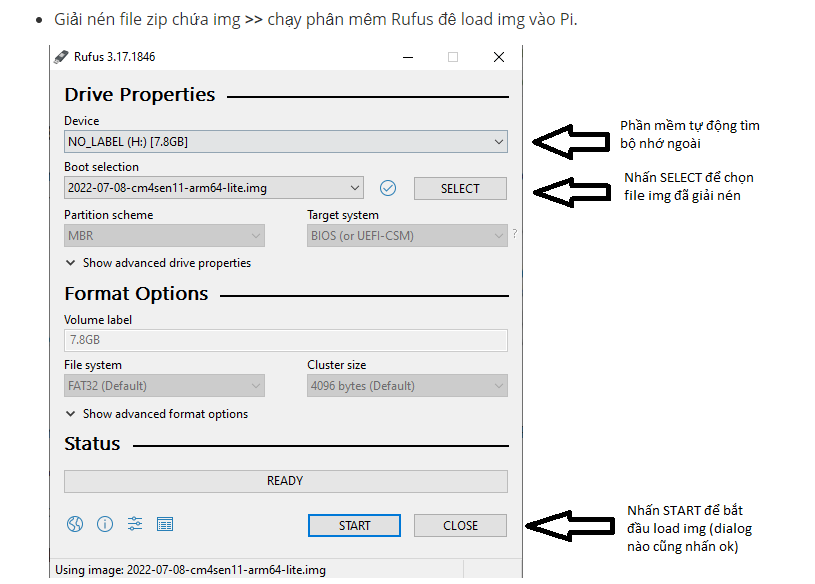 Giải nén file zip chứa img >> chạy phân mêm Rufus đê load img vào Pi.
Rufus 3.17.1846
Drive Properties
Device
NO_LABEL (H:) [7.8GB]
Phần mềm tự động tìm
bộ nhớ ngoài
Boot selection
2022-07-08-cm4sen11-arm64-lite.img
SELECT
Nhấn SELECT để chọn
file img đã giải nén
Partition scheme
Target system
MBR
BIOS (or UEFI-CSM)
?
Show advanced drive properties
Format Options
Volume label
7.8GB
File system
Cluster size
FAT32 (Default)
4096 bytes (Default)
Show advanced format options
Status
READY
START
CLOSE
Nhấn START để bắt
đầu load img (dialog
nào cũng nhấn ok)
Using image: 2022-07-08-cm4sen11-arm64-lite.img